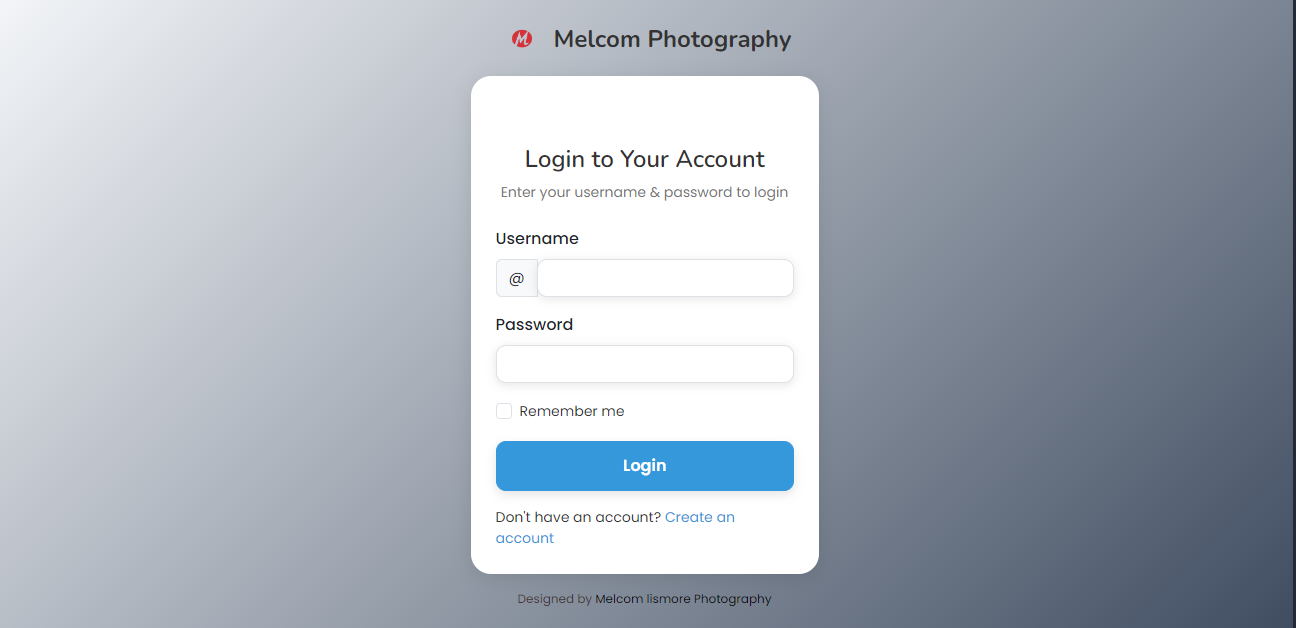 M Melcom Photography
Login to Your Account
Enter your username & password to login
Username
@
Password
Remember me
Login
Don't have an account? Create an
account
Designed by Melcom lismore Photography